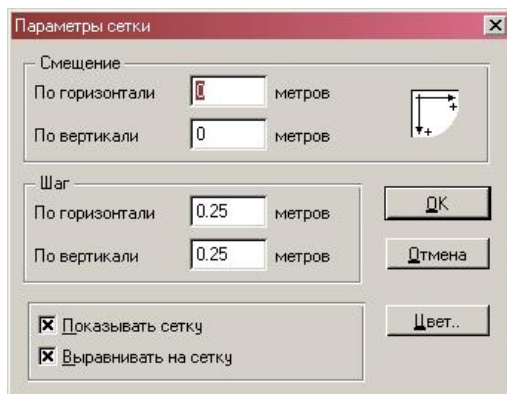 Параметры сетки
Смещение
По горизонтали 0 метров
По вертикали 0 метров
Шаг
По горизонтали 0.25 метров
По вертикали 0.25 метров
ОК
Отмена
Показывать сетку
Цвет..
Выравнивать на сетку